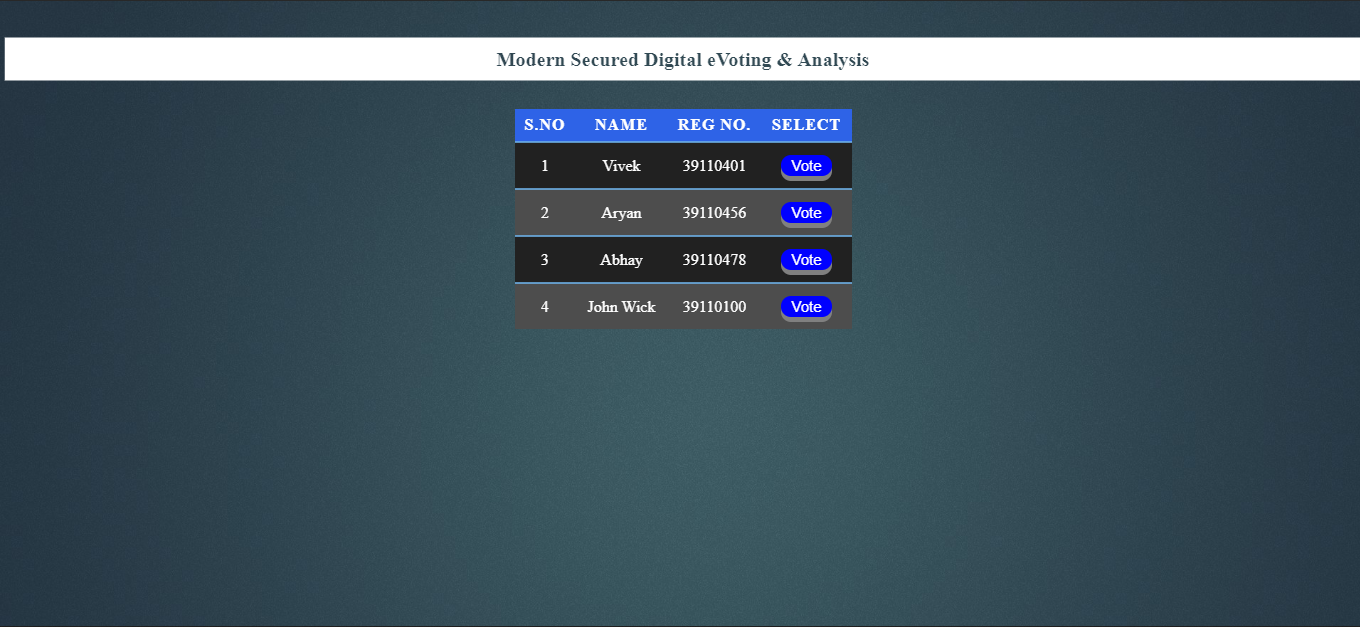 Modern Secured Digital eVoting & Analysis
S.NO NAME REG NO. SELECT
1 Vivek 39110401 Vote
2 Aryan 39110456 Vote
3 Abhay 39110478 Vote
4 John Wick 39110100 Vote